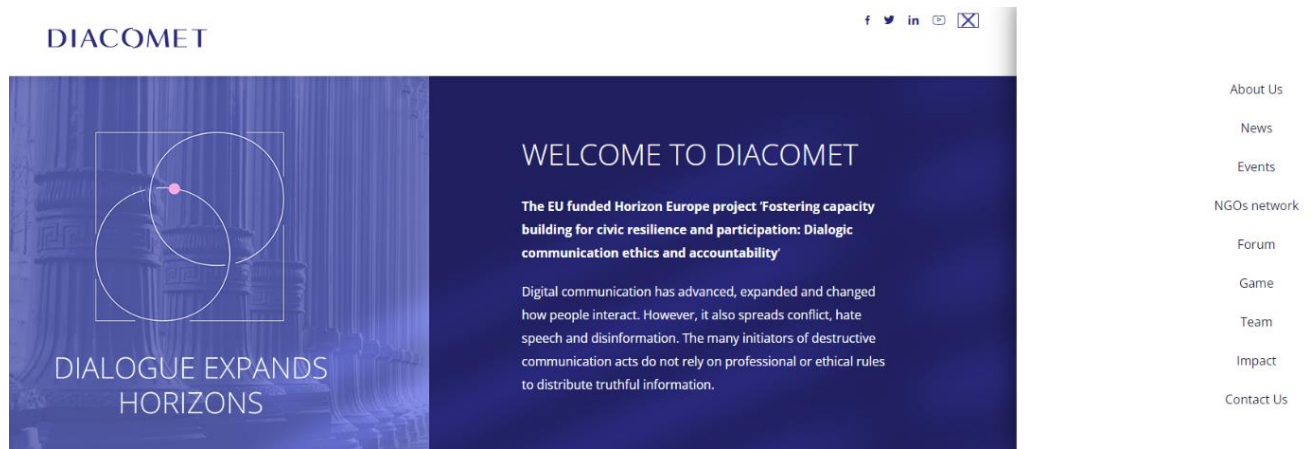 DIACOMET
WELCOME TO DIACOMET
The EU funded Horizon Europe project ‘Fostering capacity
building for civic resilience and participation: Dialogic
communication ethics and accountability’
Digital communication has advanced, expanded and changed
how people interact. However, it also spreads conflict, hate
speech and disinformation. The many initiators of destructive
communication acts do not rely on professional or ethical rules
to distribute truthful information.
DIALOGUE EXPANDS
HORIZONS
About Us
News
Events
NGOs network
Forum
Game
Team
Impact
Contact Us